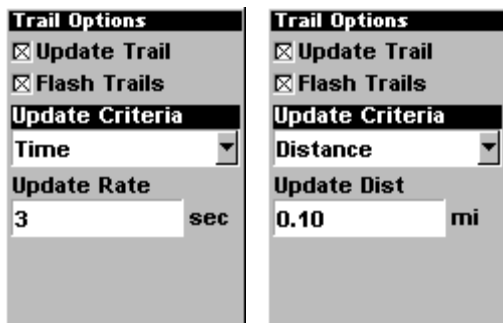 Trail Options
Update Trail
Flash Trails
Update Criteria
Time
Update Rate
3 sec
Trail Options
Update Trail
Flash Trails
Update Criteria
Distance
Update Dist
0.10 mi